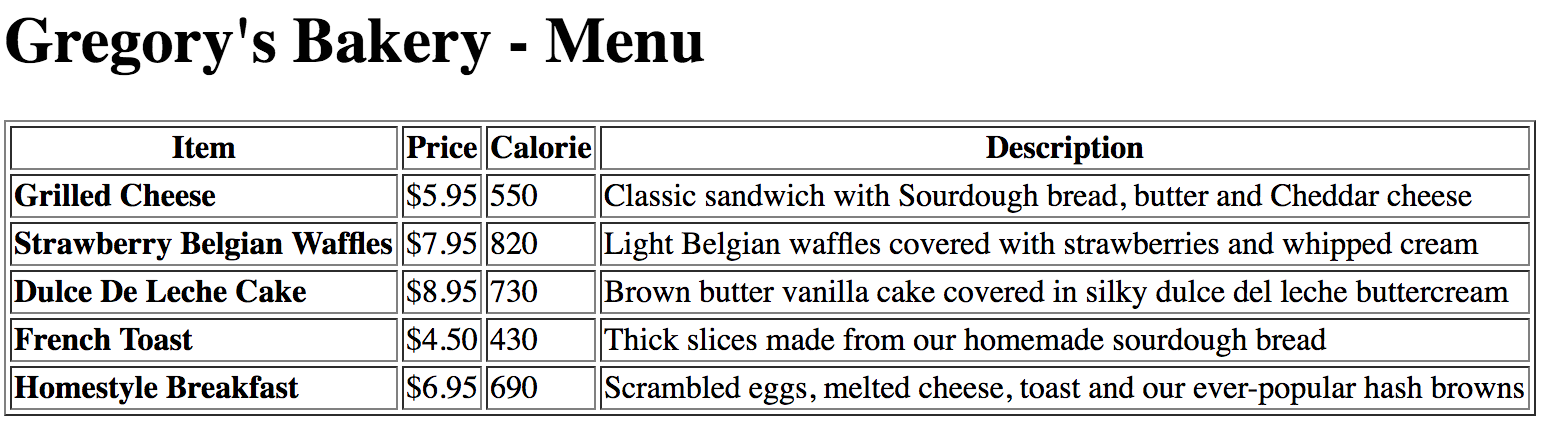 Gregory's Bakery - Menu
Item Price Calorie Description
Grilled Cheese $5.95 550 Classic sandwich with Sourdough bread, butter and Cheddar cheese
Strawberry Belgian Waffles $7.95 820 Light Belgian waffles covered with strawberries and whipped cream
Dulce De Leche Cake $8.95 730 Brown butter vanilla cake covered in silky dulce del leche buttercream
French Toast $4.50 430 Thick slices made from our homemade sourdough bread
Homestyle Breakfast $6.95 690 Scrambled eggs, melted cheese, toast and our ever-popular hash browns